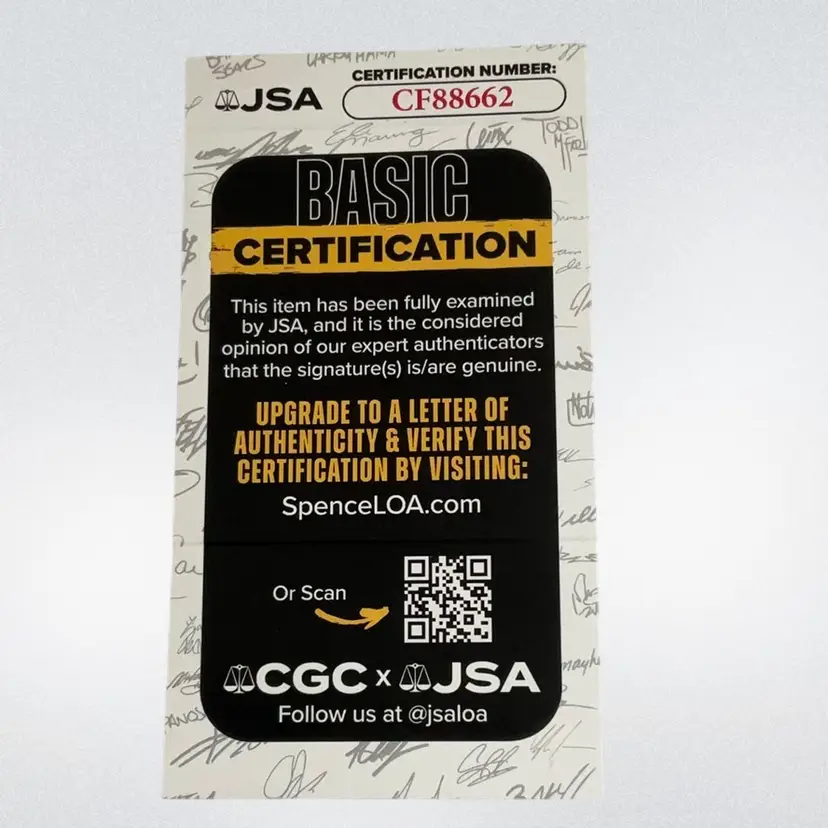 CERTIFICATION NUMBER:
JSA
CF88662
BASIC
CERTIFICATION
This item has been fully examined
by JSA, and it is the considered
opinion of our expert authenticators
that the signature(s) is/are genuine.
UPGRADE TO A LETTER OF
AUTHENTICITY & VERIFY THIS
CERTIFICATION BY VISITING:
SpenceLOA.com
Or Scan
CGC x JSA
Follow us at @jsaloa